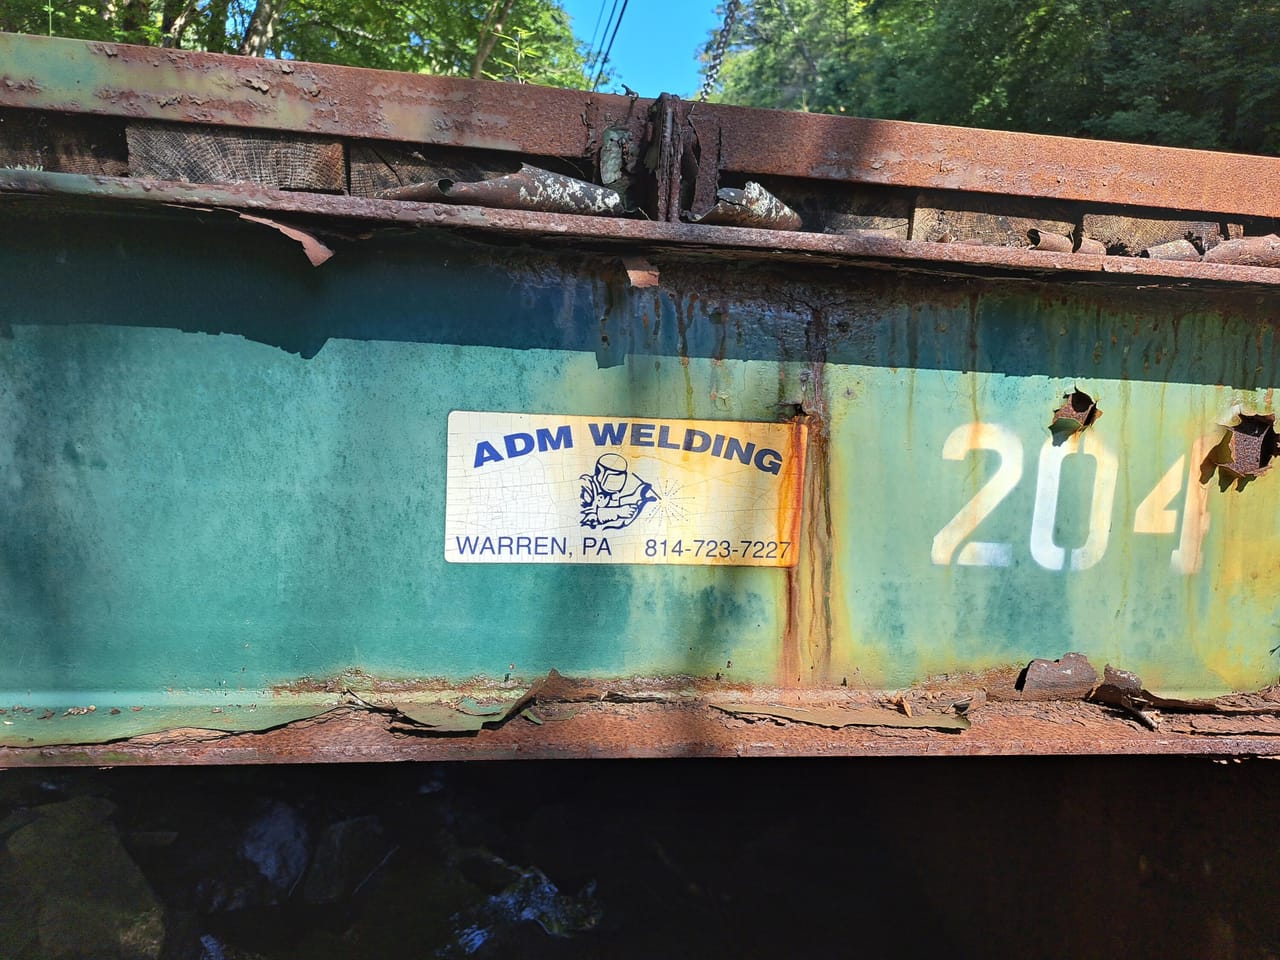 ADM WELDING
WARREN, PA 814-723-7227
204